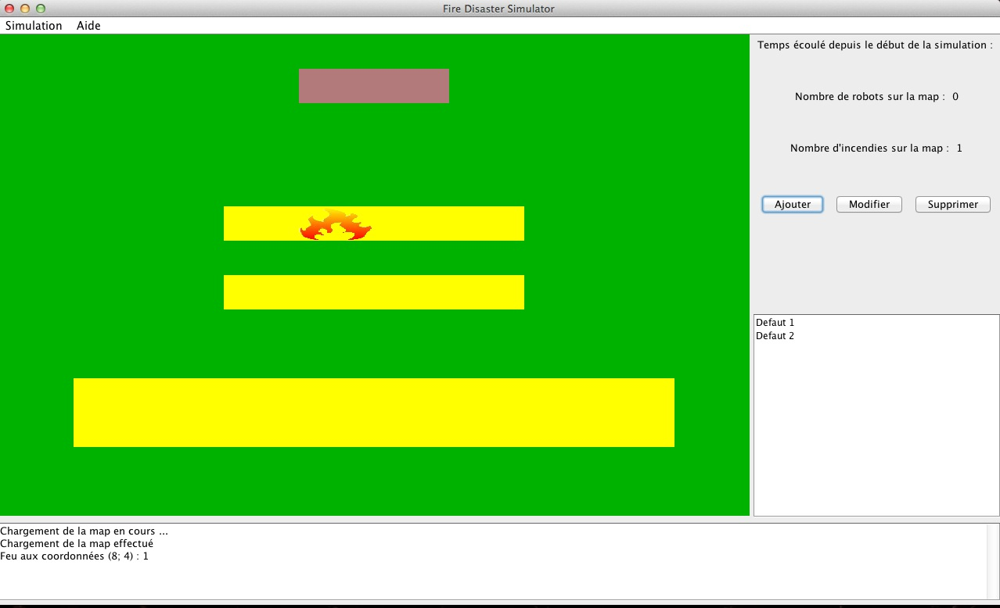 Fire Disaster Simulator
Simulation Aide
Temps écoulé depuis le début de la simulation :
Nombre de robots sur la map : 0
Nombre d'incendies sur la map : 1
Ajouter Modifier Supprimer
Defaut 1
Defaut 2
Chargement de la map en cours ...
Chargement de la map effectué
Feu aux coordonnées (8; 4) : 1